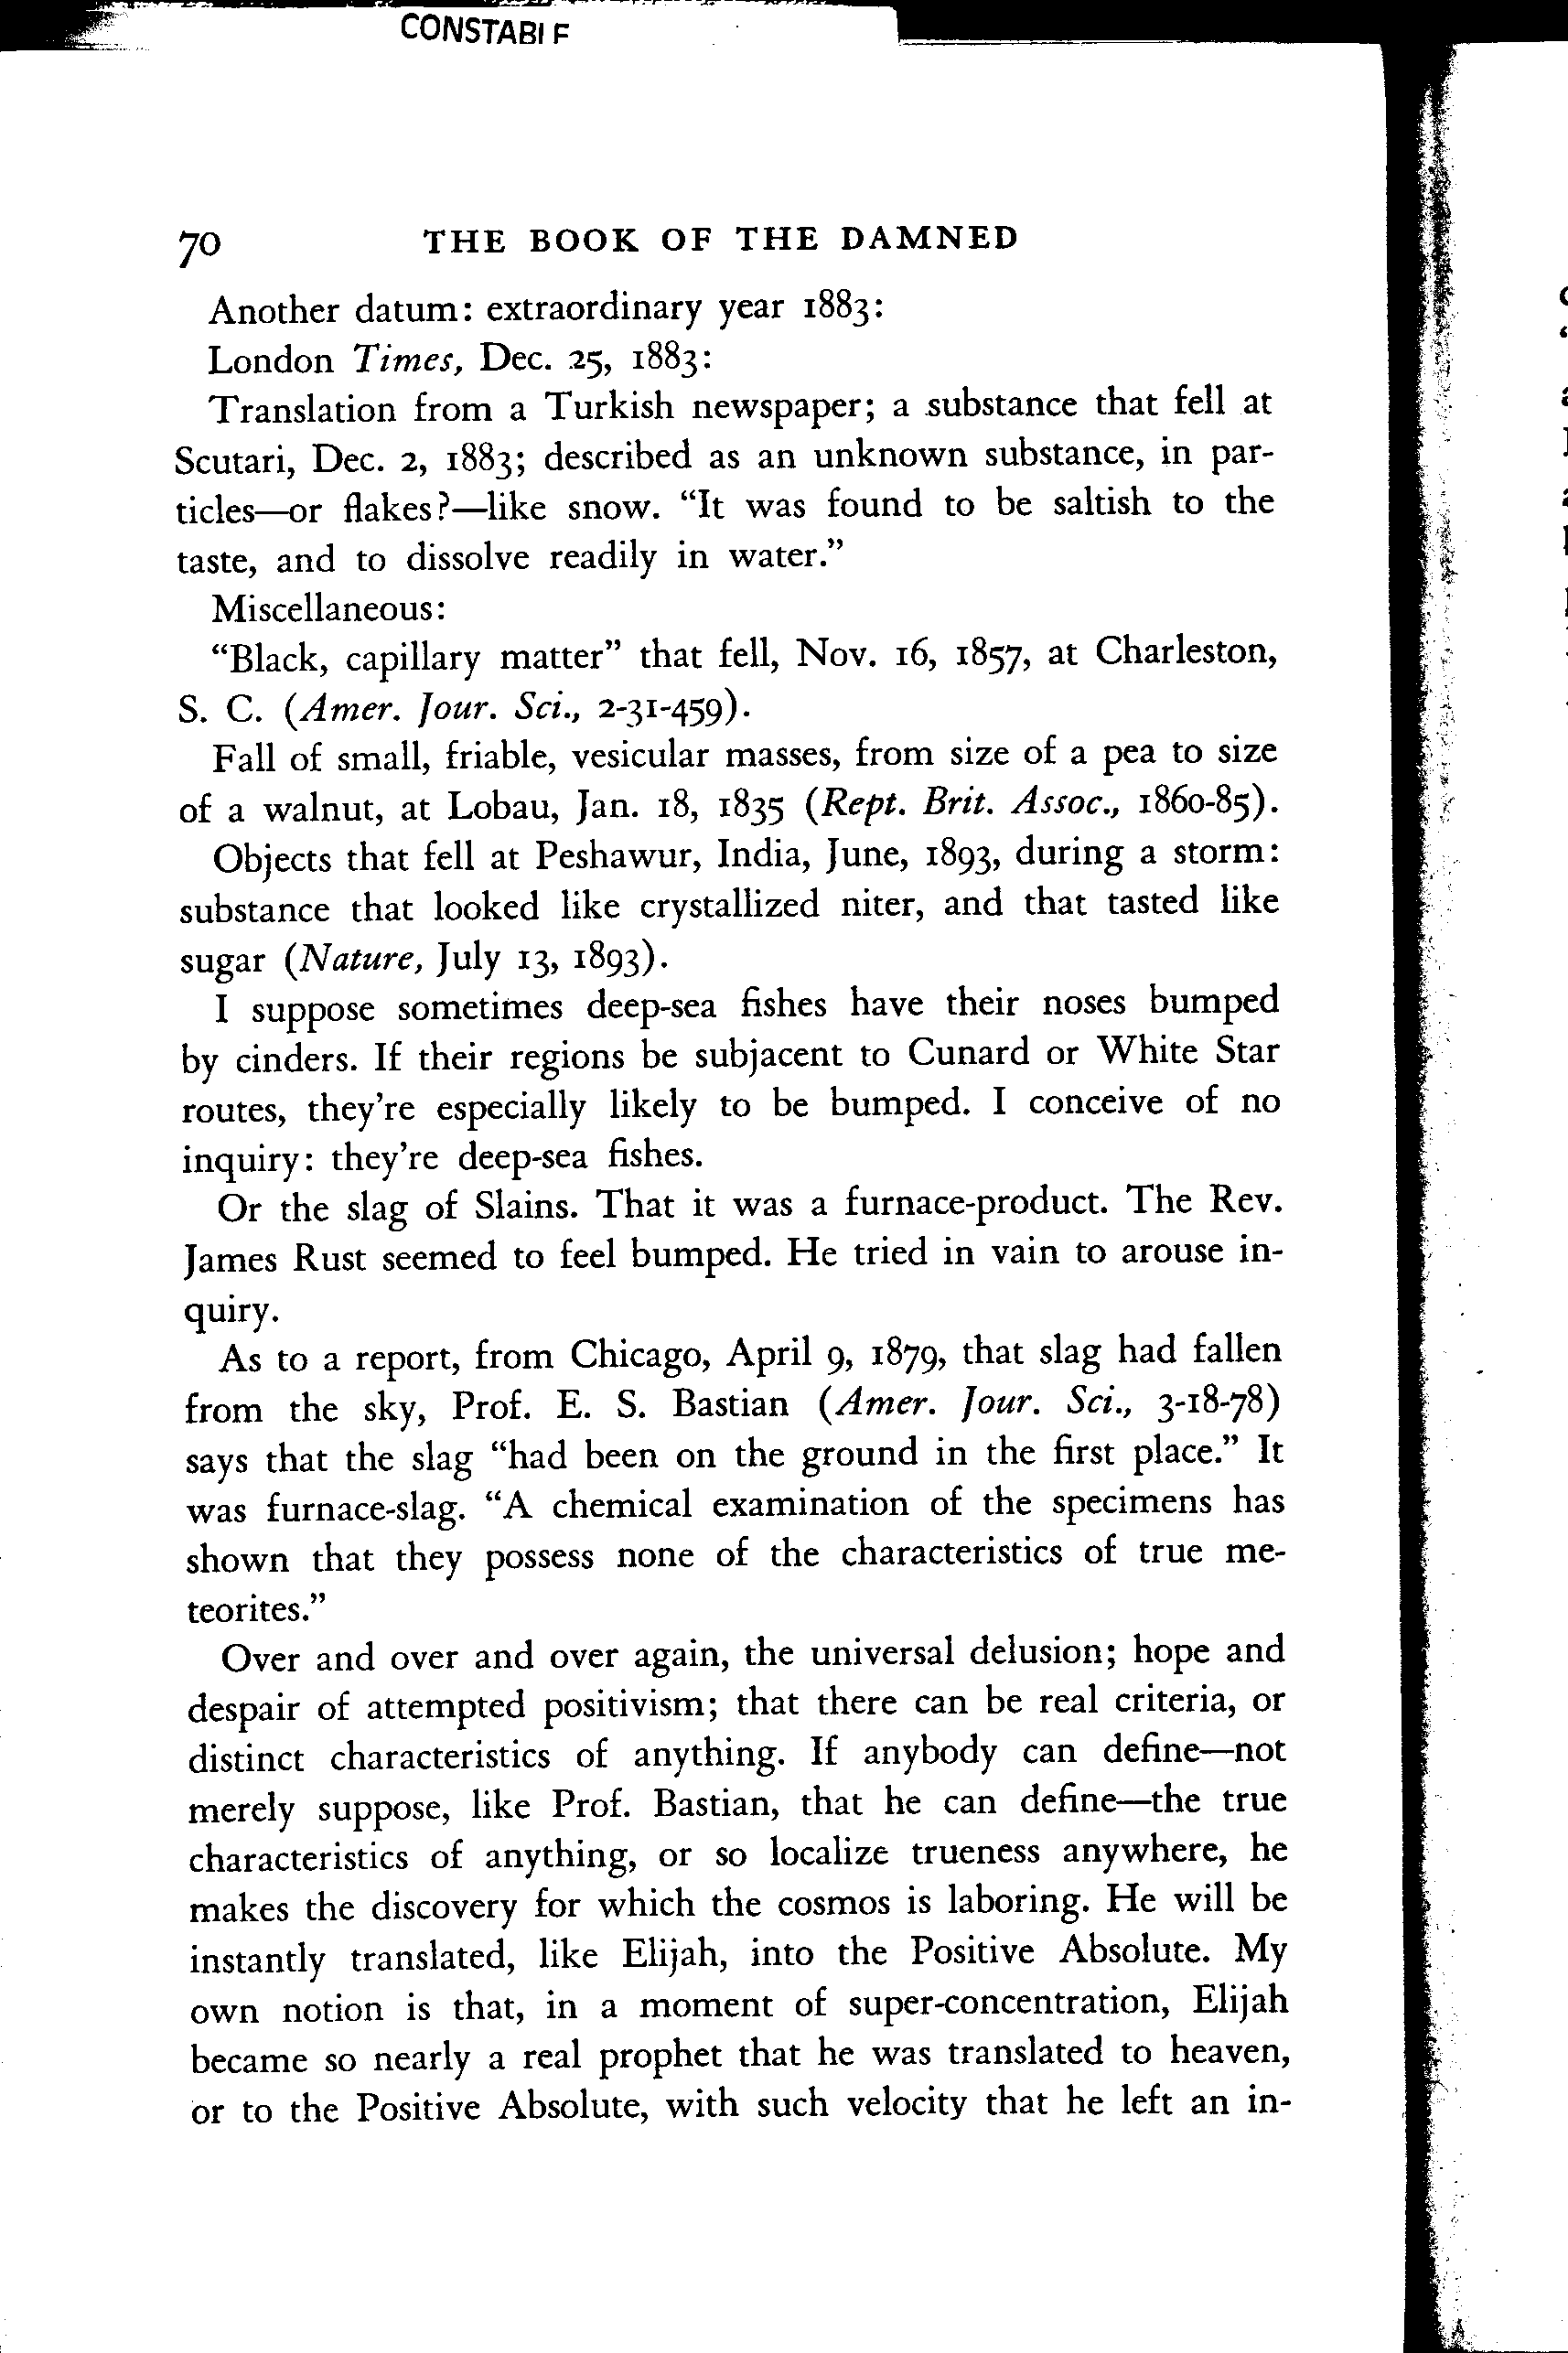 CONSTABLE
70 THE BOOK OF THE DAMNED
Another datum: extraordinary year 1883:
London Times, Dec. 25, 1883:
Translation from a Turkish newspaper; a substance that fell at
Scutari, Dec. 2, 1883; described as an unknown substance, in par-
ticles—or flakes?—like snow. “It was found to be saltish to the
taste, and to dissolve readily in water.”
Miscellaneous:
“Black, capillary matter” that fell, Nov. 16, 1857, at Charleston,
S. C. (Amer. Jour. Sci., 2-31-459).
Fall of small, friable, vesicular masses, from size of a pea to size
of a walnut, at Lobau, Jan. 18, 1835 (Rept. Brit. Assoc., 1860-85).
Objects that fell at Peshawur, India, June, 1893, during a storm:
substance that looked like crystallized niter, and that tasted like
sugar (Nature, July 13, 1893).
I suppose sometimes deep-sea fishes have their noses bumped
by cinders. If their regions be subjacent to Cunard or White Star
routes, they’re especially likely to be bumped. I conceive of no
inquiry: they’re deep-sea fishes.
Or the slag of Slains. That it was a furnace-product. The Rev.
James Rust seemed to feel bumped. He tried in vain to arouse in-
quiry.
As to a report, from Chicago, April 9, 1879, that slag had fallen
from the sky, Prof. E. S. Bastian (Amer. Jour. Sci., 3-18-78)
says that the slag “had been on the ground in the first place.” It
was furnace-slag. “A chemical examination of the specimens has
shown that they possess none of the characteristics of true me-
teorites.”
Over and over and over again, the universal delusion; hope and
despair of attempted positivism; that there can be real criteria, or
distinct characteristics of anything. If anybody can define—not
merely suppose, like Prof. Bastian, that he can define—the true
characteristics of anything, or so localize trueness anywhere, he
makes the discovery for which the cosmos is laboring. He will be
instantly translated, like Elijah, into the Positive Absolute. My
own notion is that, in a moment of super-concentration, Elijah
became so nearly a real prophet that he was translated to heaven,
or to the Positive Absolute, with such velocity that he left an in-